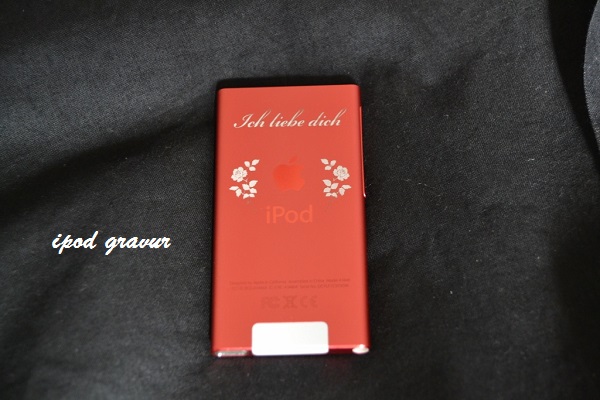 Ich liebe dich
iPod
ipod gravur